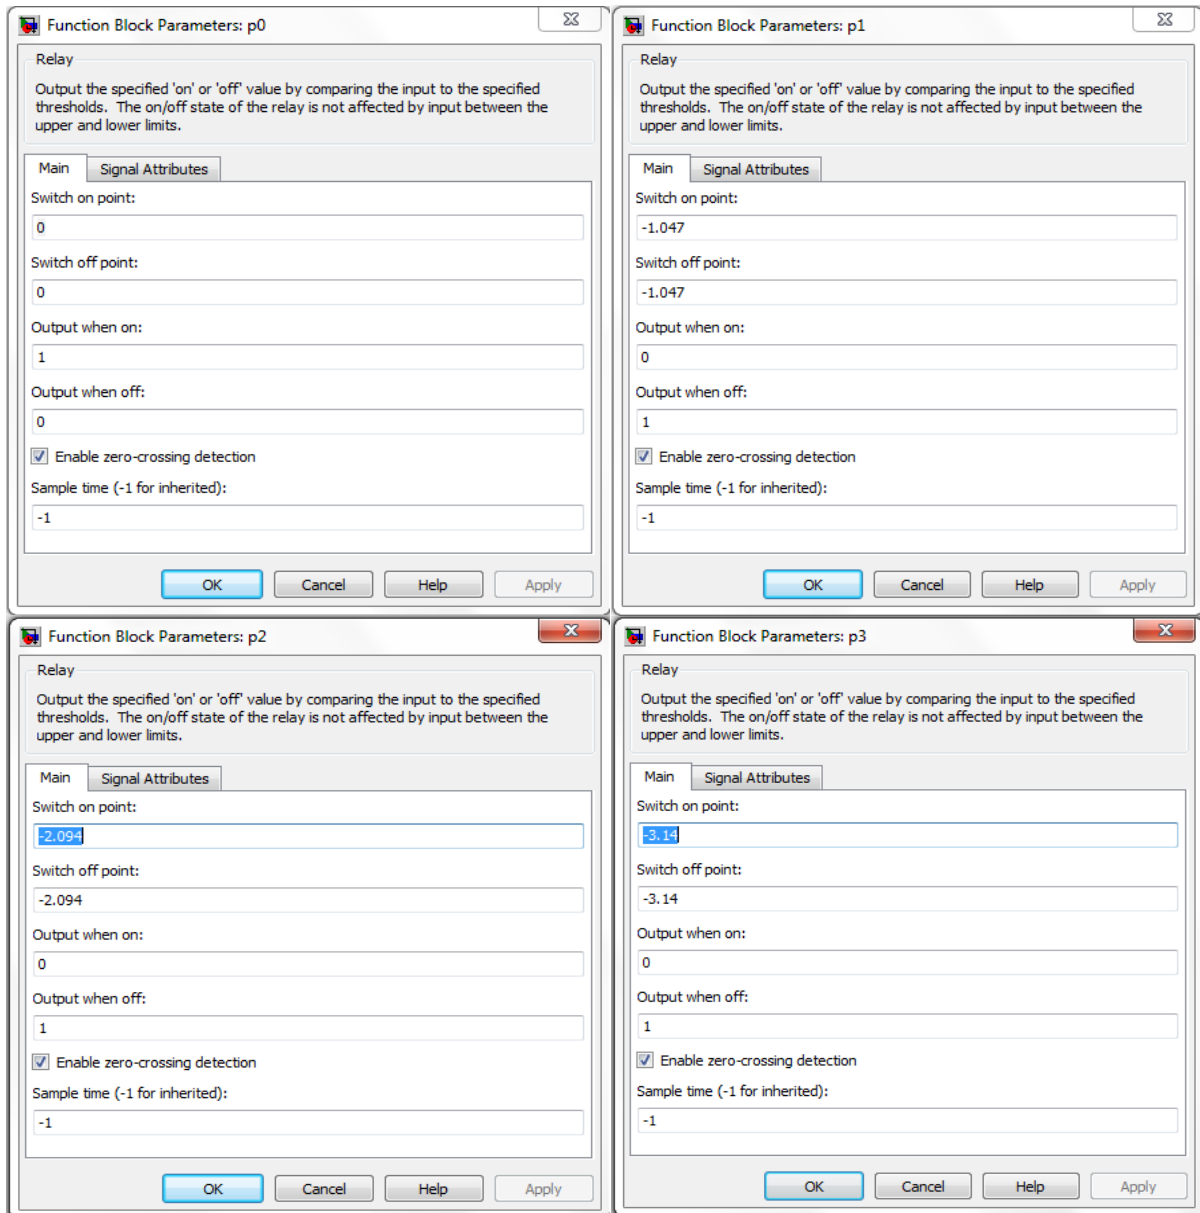 Function Block Parameters: p0
Relay
Output the specified 'on' or 'off' value by comparing the input to the specified
thresholds. The on/off state of the relay is not affected by input between the
upper and lower limits.
Main
Signal Attributes
Switch on point:
0
Switch off point:
0
Output when on:
1
Output when off:
0
Enable zero-crossing detection
Sample time (-1 for inherited):
-1
OK
Cancel
Help
Apply
Function Block Parameters: p1
Relay
Output the specified 'on' or 'off' value by comparing the input to the specified
thresholds. The on/off state of the relay is not affected by input between the
upper and lower limits.
Main
Signal Attributes
Switch on point:
-1.047
Switch off point:
-1.047
Output when on:
0
Output when off:
1
Enable zero-crossing detection
Sample time (-1 for inherited):
-1
OK
Cancel
Help
Apply
Function Block Parameters: p2
Relay
Output the specified 'on' or 'off' value by comparing the input to the specified
thresholds. The on/off state of the relay is not affected by input between the
upper and lower limits.
Main
Signal Attributes
Switch on point:
-2.094
Switch off point:
-2.094
Output when on:
0
Output when off:
1
Enable zero-crossing detection
Sample time (-1 for inherited):
-1
OK
Cancel
Help
Apply
Function Block Parameters: p3
Relay
Output the specified 'on' or 'off' value by comparing the input to the specified
thresholds. The on/off state of the relay is not affected by input between the
upper and lower limits.
Main
Signal Attributes
Switch on point:
-3.14
Switch off point:
-3.14
Output when on:
0
Output when off:
1
Enable zero-crossing detection
Sample time (-1 for inherited):
-1
OK
Cancel
Help
Apply